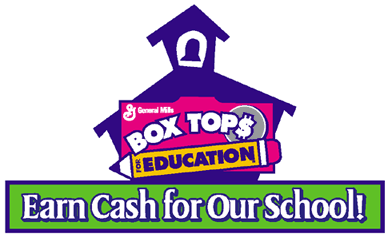 G General Mills
BOX TOP$
FOR EDUCATION
Earn Cash for Our School!